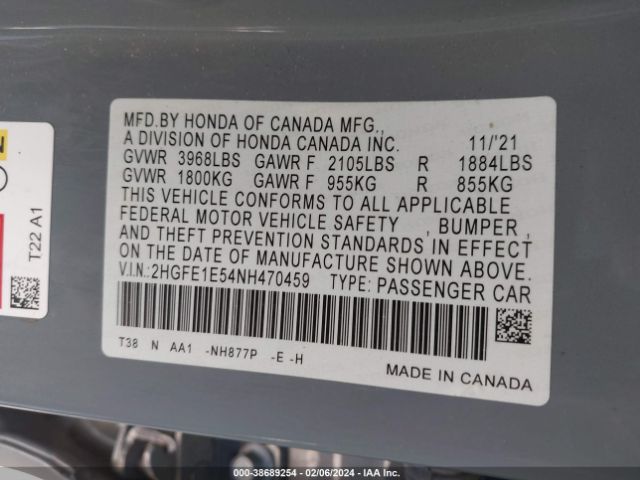 MFD.BY HONDA OF CANADA MFG.,
A DIVISION OF HONDA CANADA INC. 11/'21
GVWR 3968LBS GAWR F 2105LBS R 1884LBS
GVWR 1800KG GAWR F 955KG R 855KG
THIS VEHICLE CONFORMS TO ALL APPLICABLE
FEDERAL MOTOR VEHICLE SAFETY , BUMPER ,
AND THEFT PREVENTION STANDARDS IN EFFECT
ON THE DATE OF MANUFACTURE SHOWN ABOVE.
V.I.N.: 2HGFE1E54NH470459 TYPE: PASSENGER CAR
T38 N AA1 -NH877P -E -H
MADE IN CANADA
T22 A1
000-38689254 - 02/06/2024 - IAA Inc.